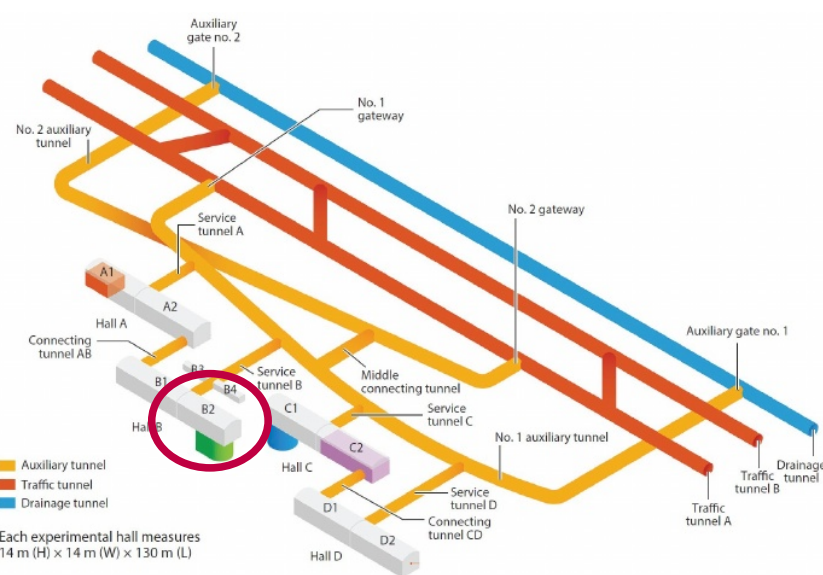 Auxiliary
gate no. 2
No. 1
gateway
No. 2 auxiliary
tunnel
No. 2 gateway
Service
tunnel A
A1
A2
Hall A
Auxiliary gate no. 1
Connecting
tunnel AB
B3
B1
B4
B2
Service
tunnel B
Middle
connecting tunnel
Hall B
C1
C2
Service
tunnel C
Hall C
No. 1 auxiliary tunnel
Auxiliary tunnel
Traffic tunnel
Drainage tunnel
Drainage
tunnel
Traffic
tunnel B
Traffic
tunnel A
Service
tunnel D
Connecting
tunnel CD
D1
D2
Hall D
Each experimental hall measures
14 m (H) × 14 m (W) × 130 m (L)